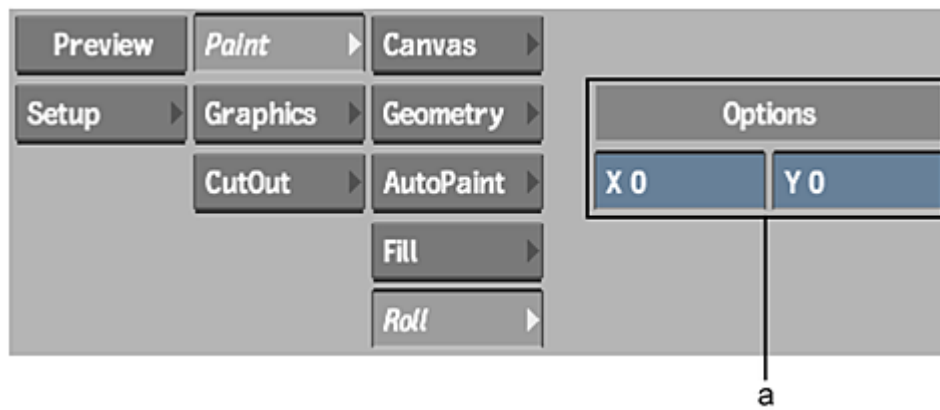 Preview Paint Canvas
Setup Graphics Geometry Options
CutOut AutoPaint X 0 Y 0
Fill
Roll
a